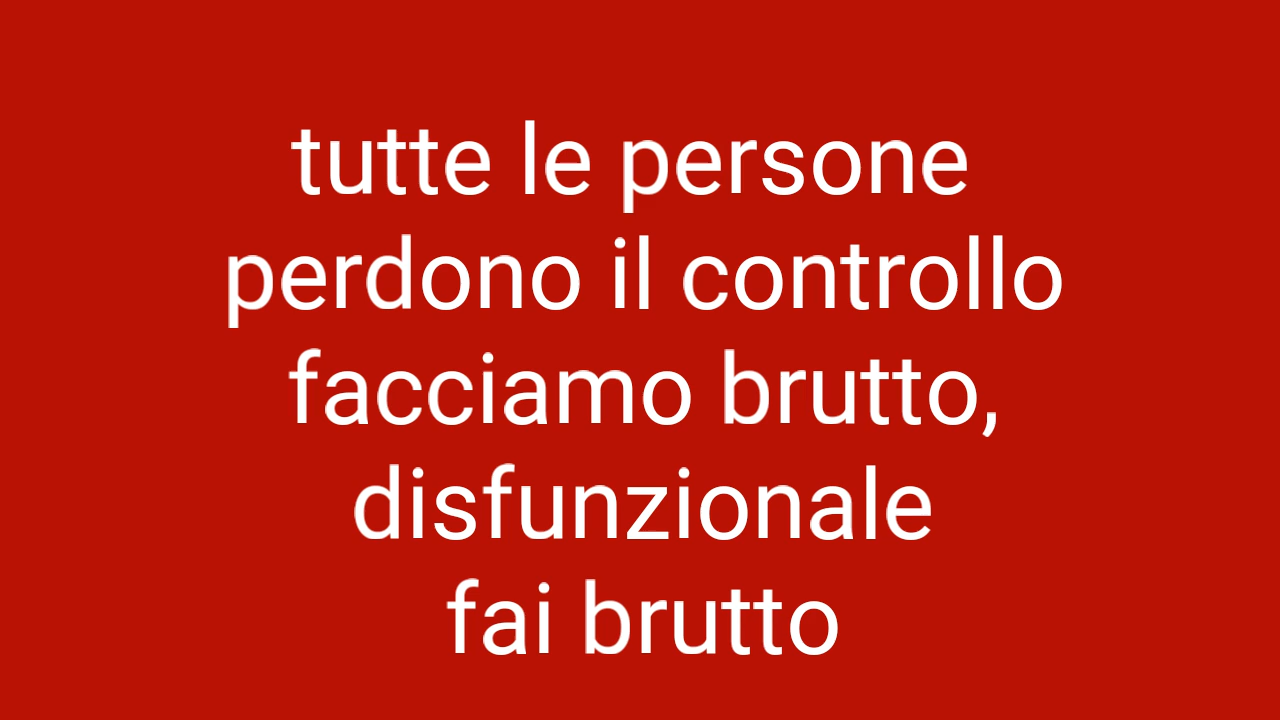 tutte le persone
perdono il controllo
facciamo brutto,
disfunzionale
fai brutto